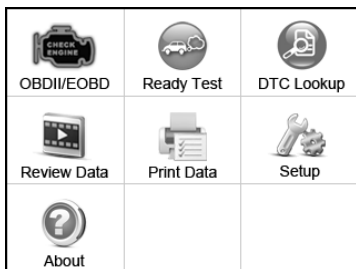 CHECK
ENGINE
OBDII/EOBD
Ready Test
DTC Lookup
Review Data
Print Data
Setup
About